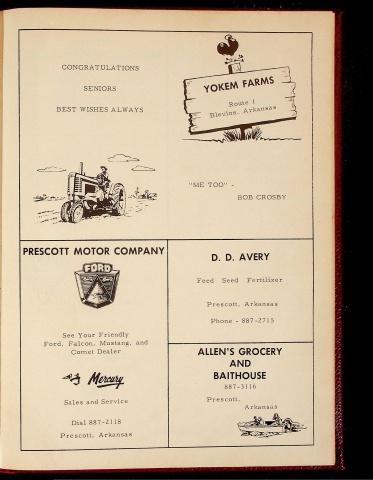 CONGRATULATIONS
SENIORS
BEST WISHES ALWAYS
YOKEM FARMS
Route 1
Blevins, Arkansas
"ME TOO" -
BOB CROSBY
PRESCOTT MOTOR COMPANY
FORD
See Your Friendly
Ford, Falcon, Mustang, and
Comet Dealer
Mercury
Sales and Service
Dial 887-2118
Prescott, Arkansas
D. D. AVERY
Feed Seed Fertilizer
Prescott, Arkansas
Phone - 887-2715
ALLEN'S GROCERY
AND
BAITHOUSE
887-3116
Prescott,
Arkansas